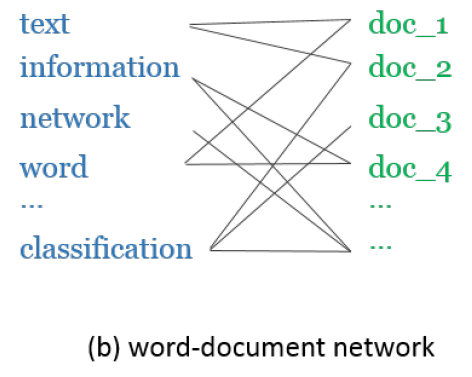 text doc_1
information doc_2
network doc_3
word doc_4
... ...
classification ...
(b) word-document network